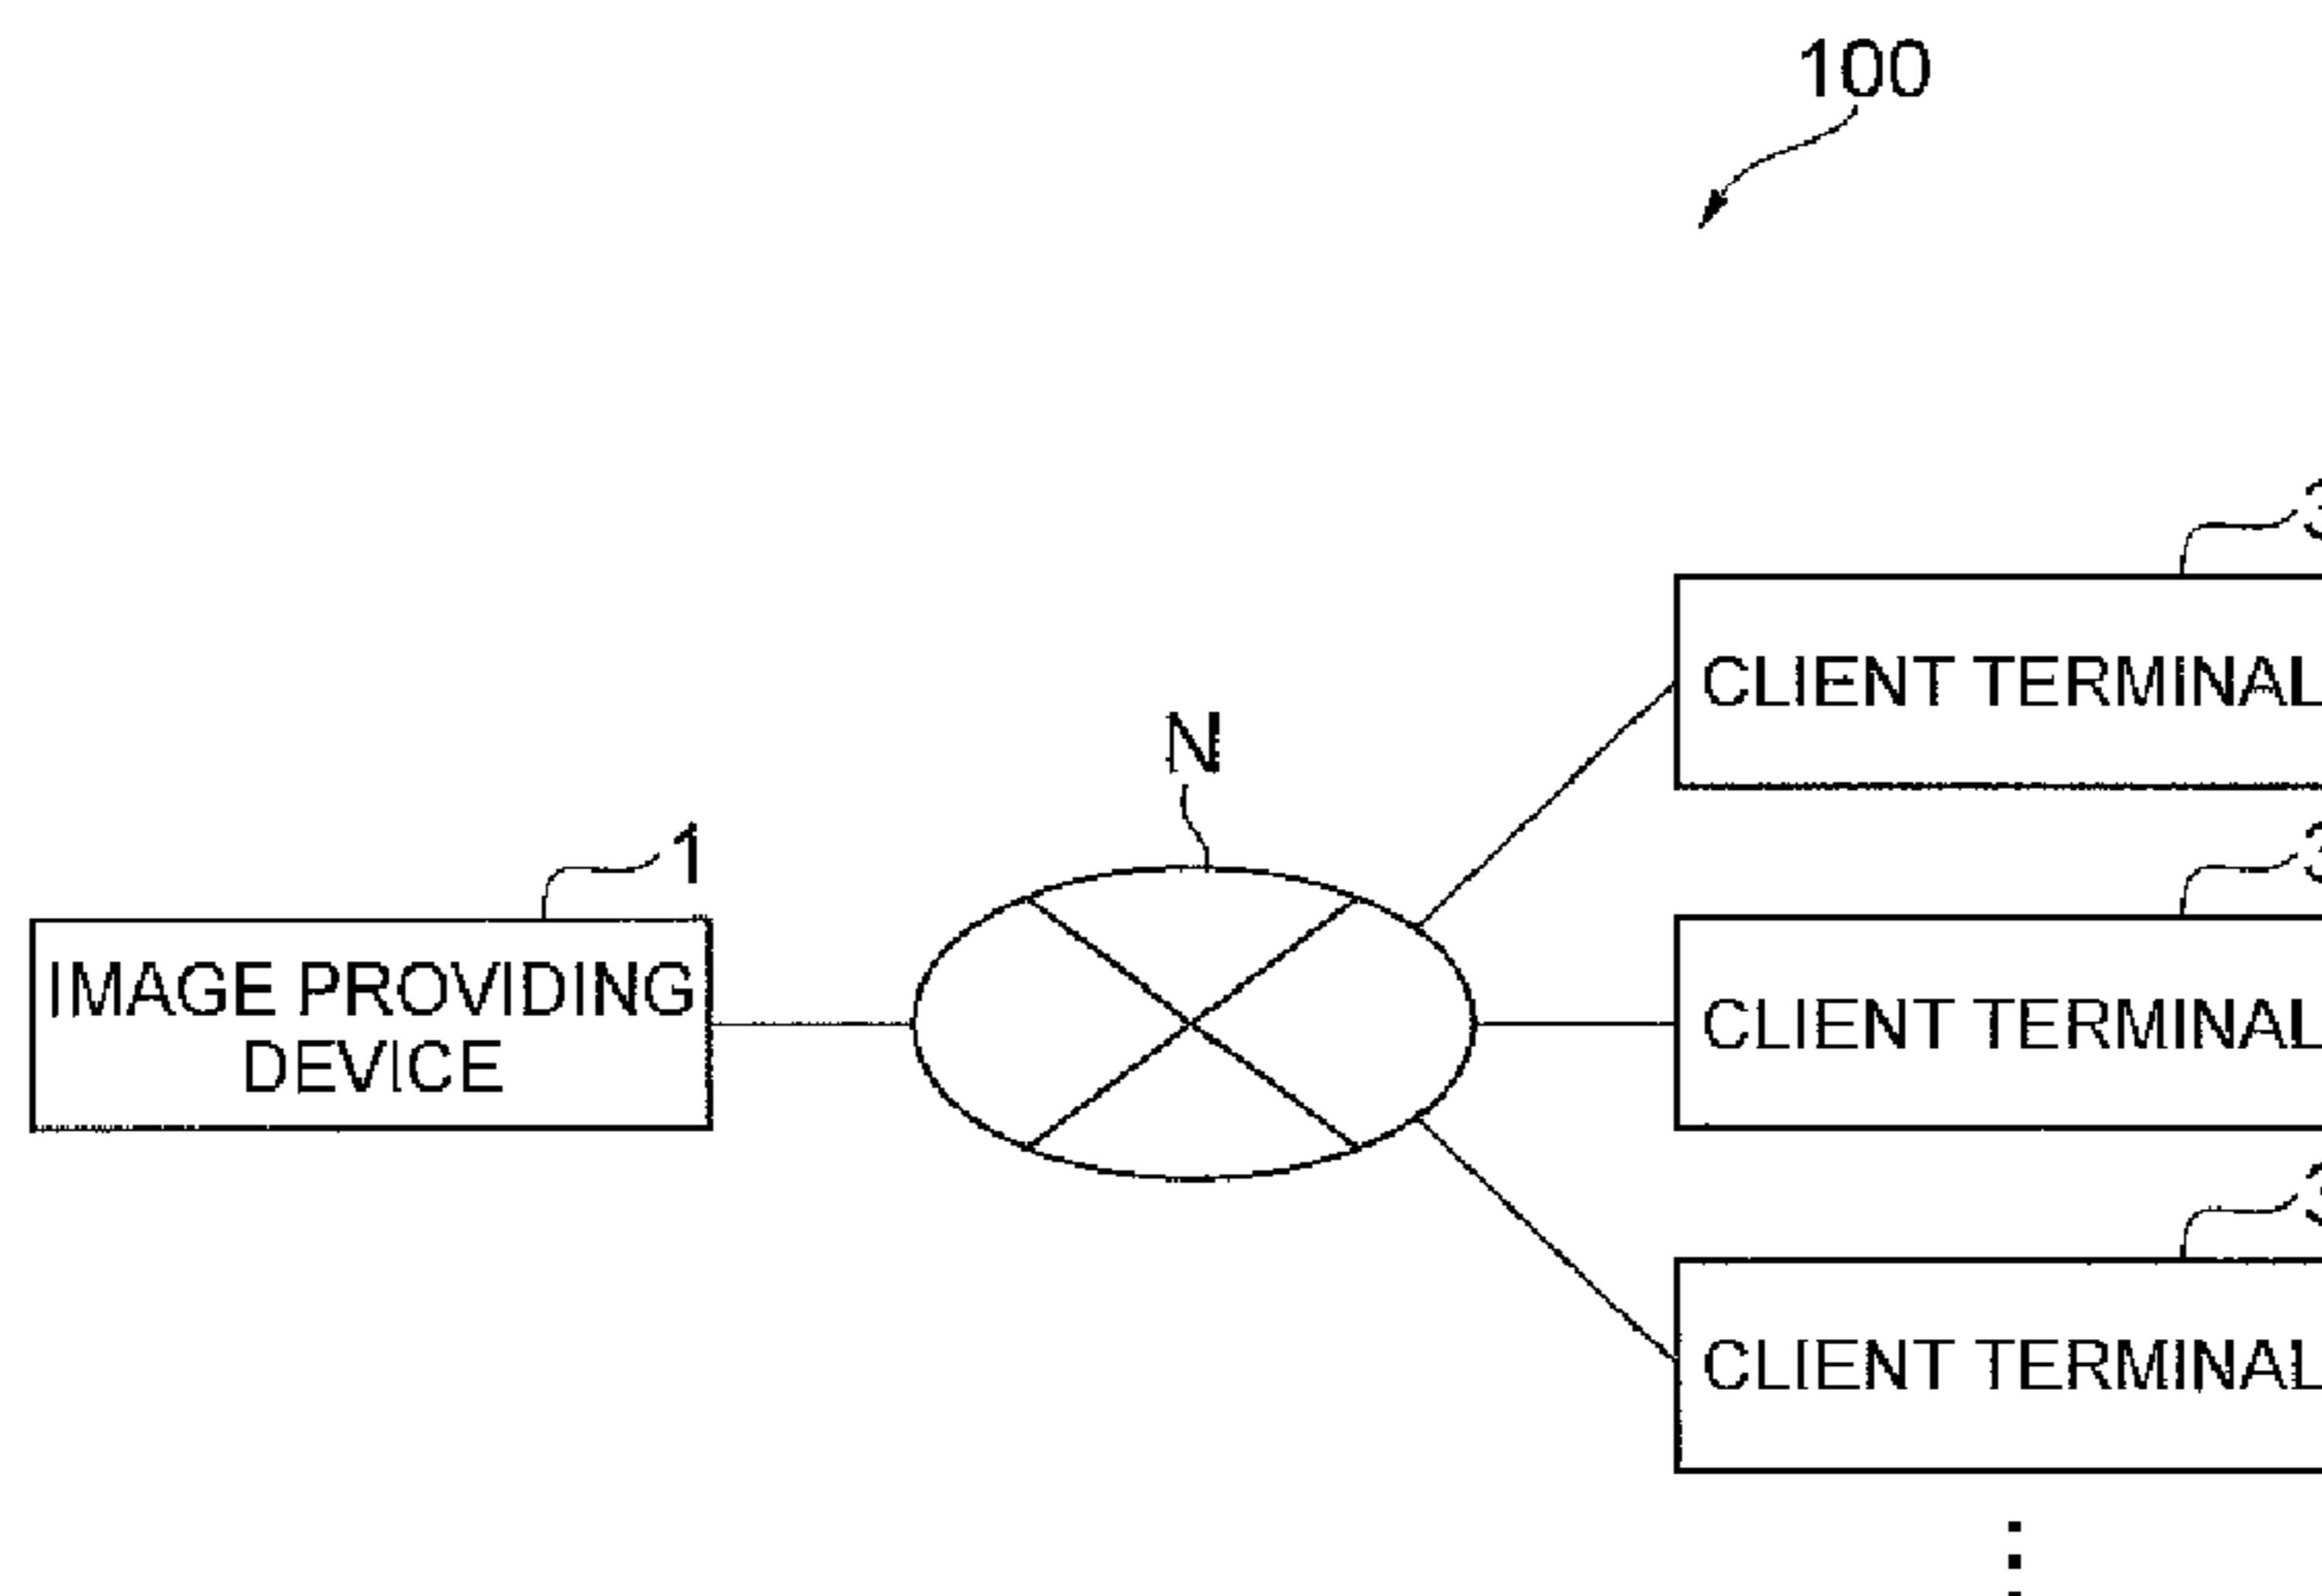 100
CLIENT TERMINAL
N
1
CLIENT TERMINAL
IMAGE PROVIDING
DEVICE
CLIENT TERMINAL